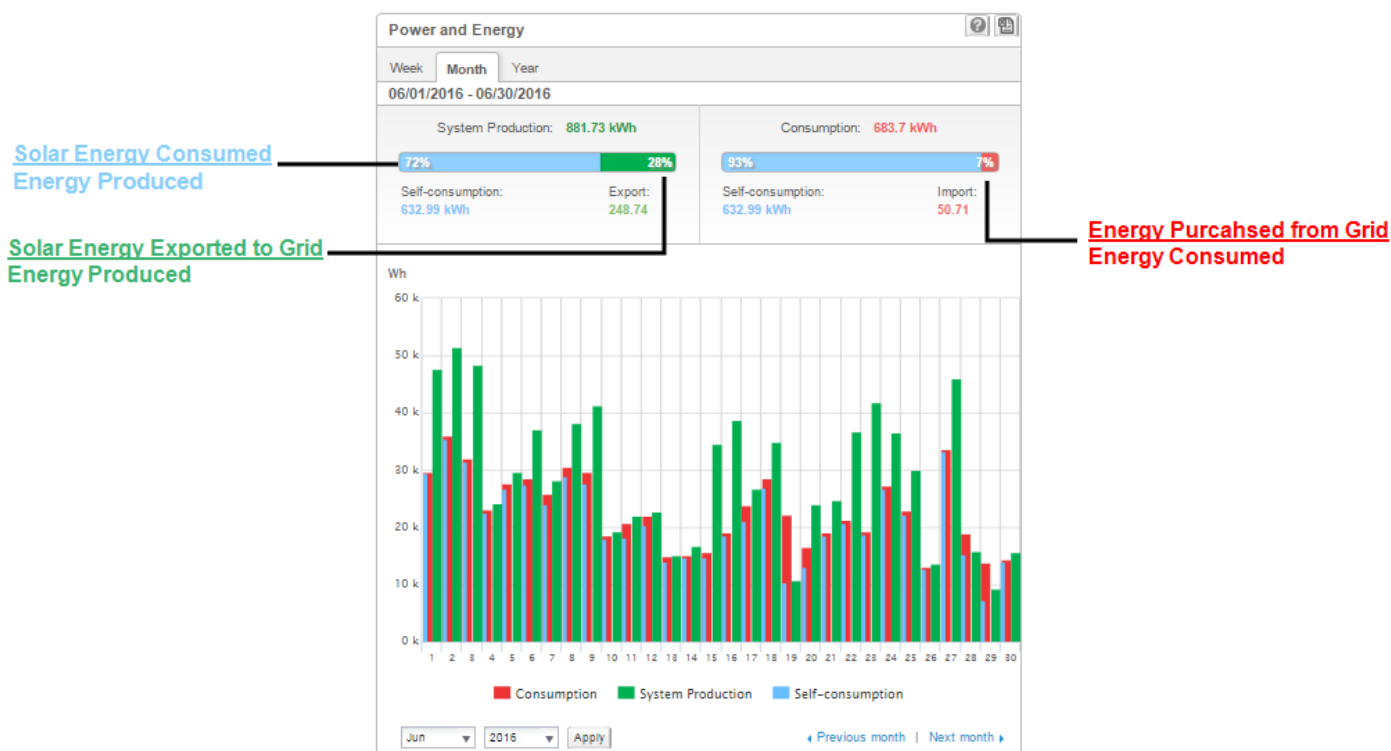 Power and Energy
Week Month Year
06/01/2016 - 06/30/2016
System Production: 881.73 kWh
Consumption: 683.7 kWh
72% 28%
93% 7%
Self-consumption: Export:
632.99 kWh 248.74
Self-consumption: Import:
632.99 kWh 50.71
Solar Energy Consumed
Energy Produced
Solar Energy Exported to Grid
Energy Produced
Energy Purcahsed from Grid
Energy Consumed
Wh
60 k
50 k
40 k
30 k
20 k
10 k
0 k
1 2 3 4 5 6 7 8 9 10 11 12 13 14 15 16 17 18 19 20 21 22 23 24 25 26 27 28 29 30
Consumption System Production Self-consumption
Jun 2016 Apply Previous month | Next month